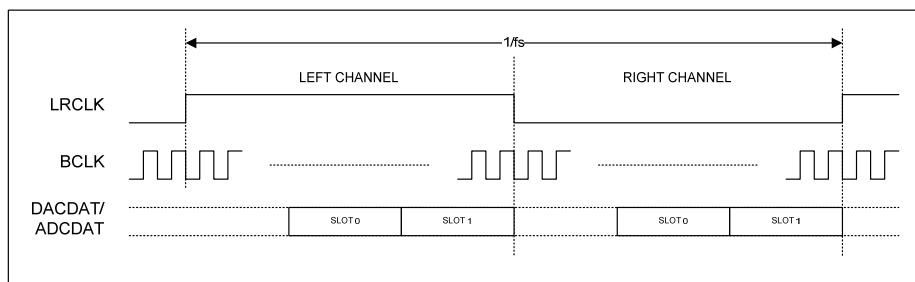 1/fs
LEFT CHANNEL
RIGHT CHANNEL
LRCLK
BCLK
DACDAT/
ADCDAT
SLOT 0
SLOT 1
SLOT 0
SLOT 1